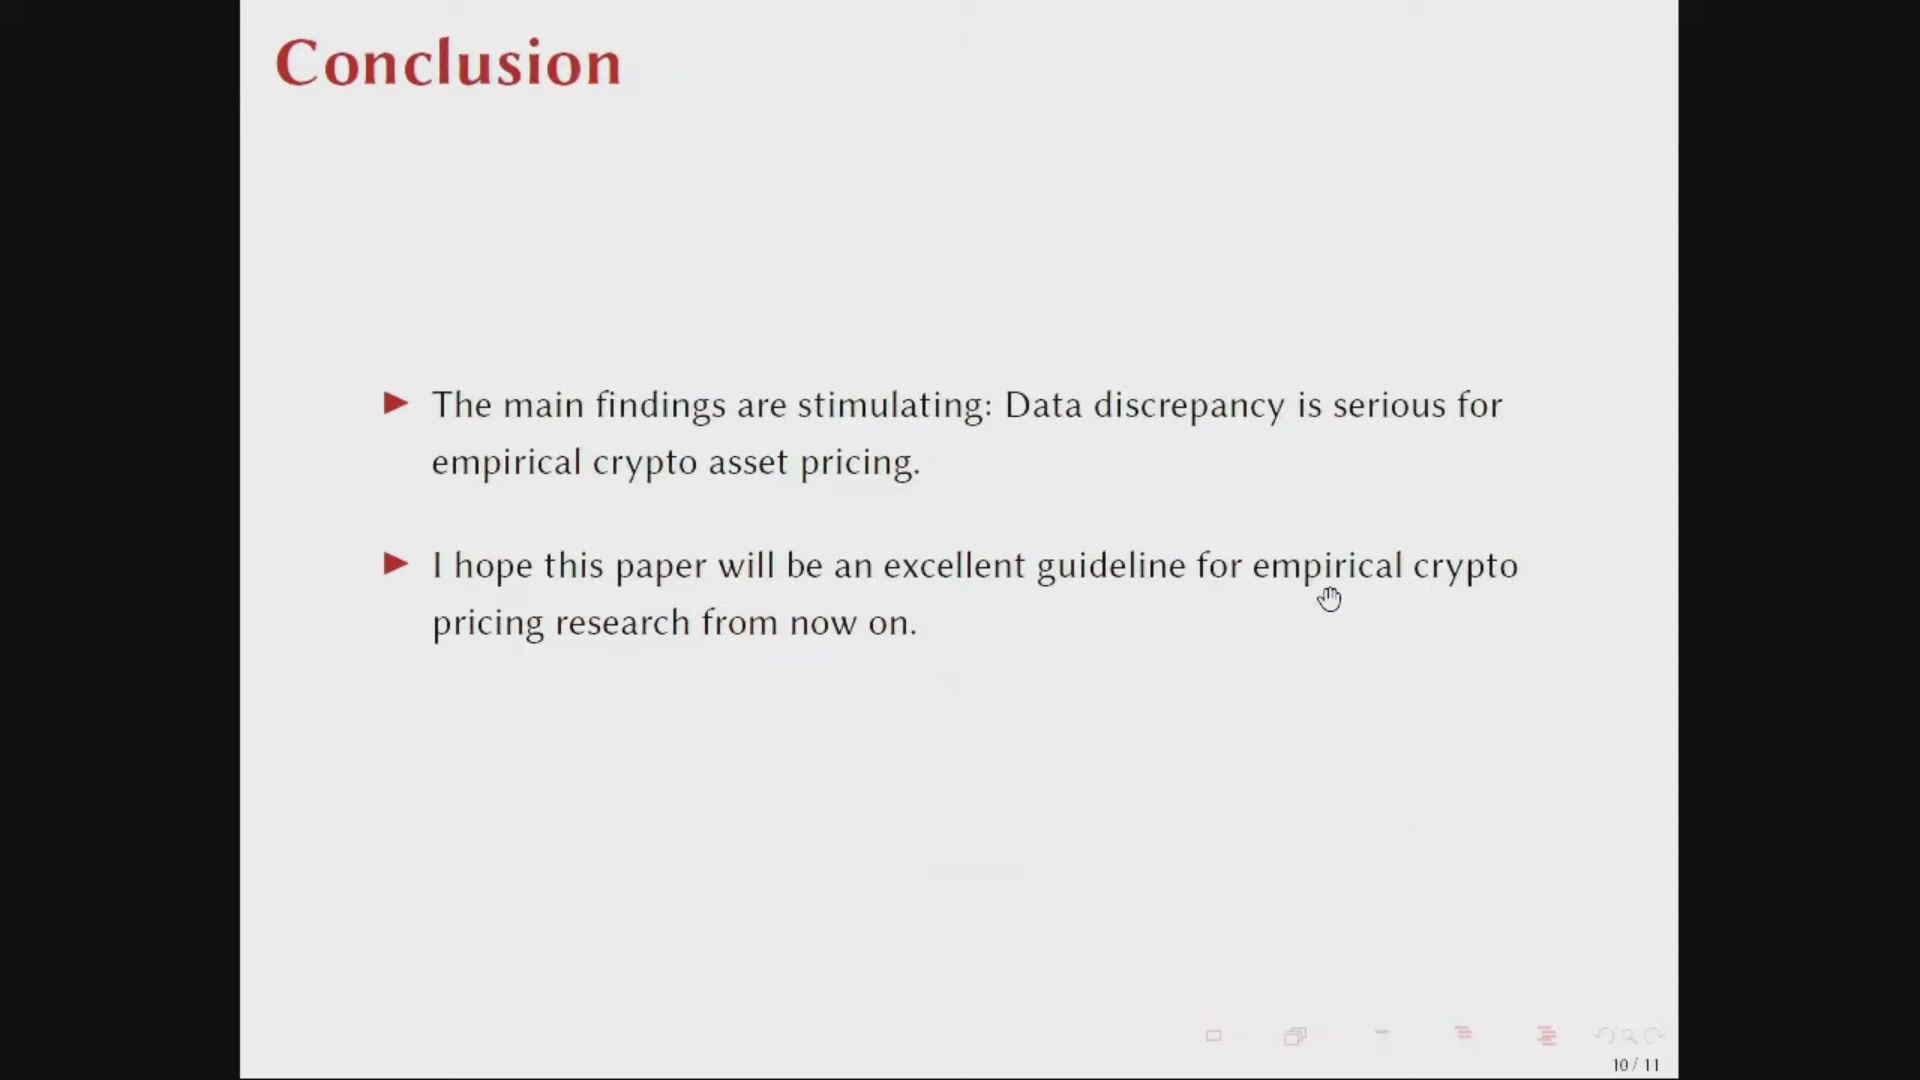 Conclusion
The main findings are stimulating: Data discrepancy is serious for
empirical crypto asset pricing.
I hope this paper will be an excellent guideline for empirical crypto
pricing research from now on.
10 / 11